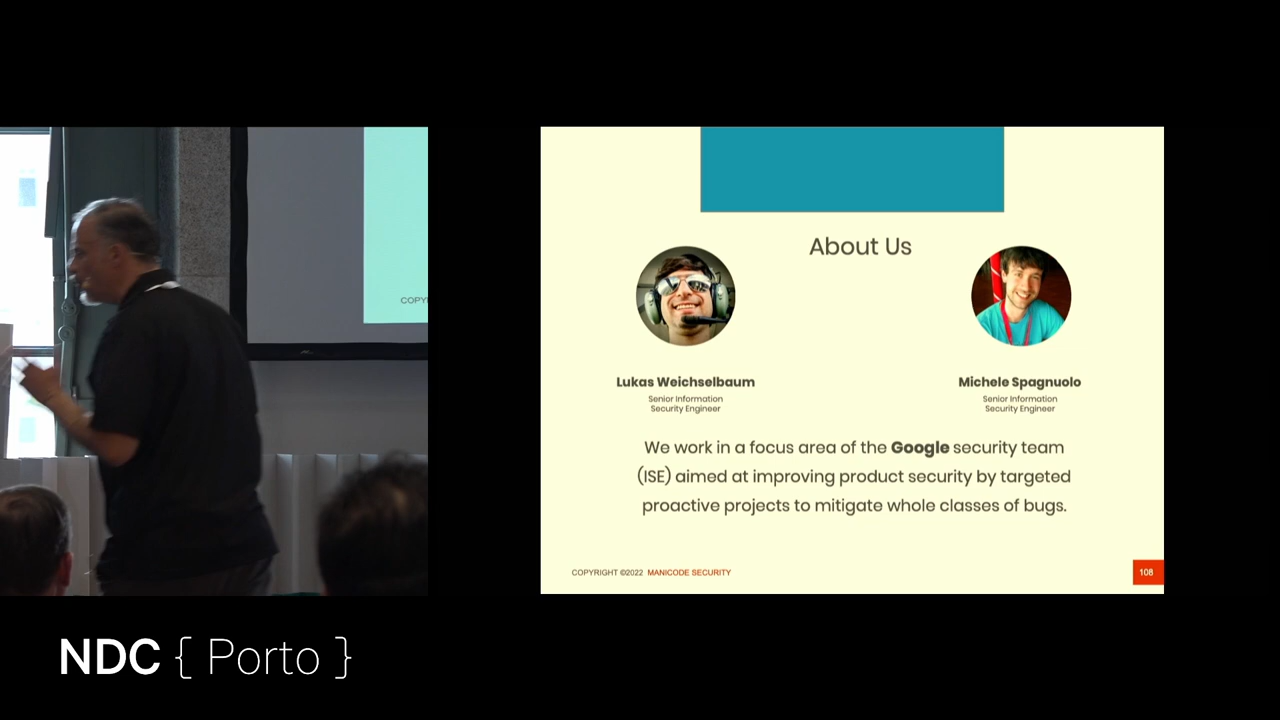 COPY
About Us
Lukas Weichselbaum
Senior Information
Security Engineer
Michele Spagnuolo
Senior Information
Security Engineer
We work in a focus area of the Google security team
(ISE) aimed at improving product security by targeted
proactive projects to mitigate whole classes of bugs.
COPYRIGHT ©2022 MANICODE SECURITY
108
NDC { Porto }